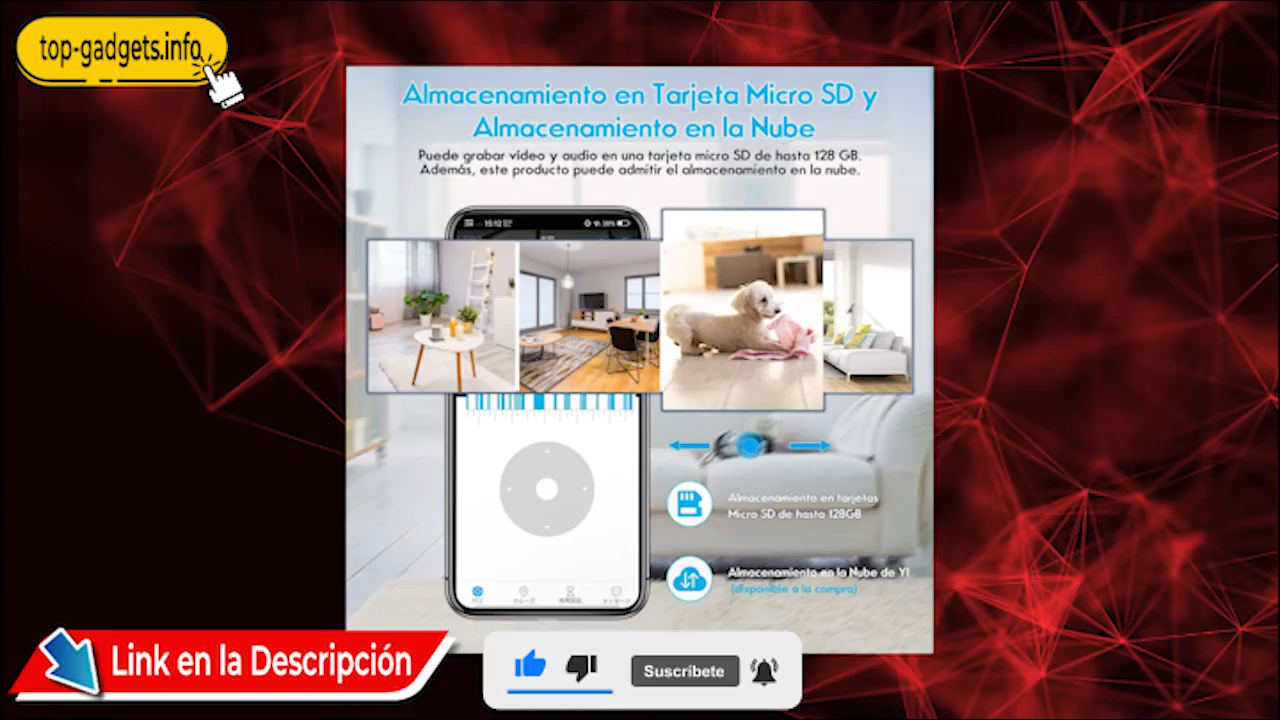 top-gadgets.info
Almacenamiento en Tarjeta Micro SD y
Almacenamiento en la Nube
Puede grabar vídeo y audio en una tarjeta micro SD de hasta 128 GB.
Además, este producto puede admitir el almacenamiento en la nube.
15:12
Almacenamiento en tarjetas
Micro SD de hasta 128GB
Almacenamiento en la Nube de YI
(disponible a la compra)
Link en la Descripción
Suscríbete